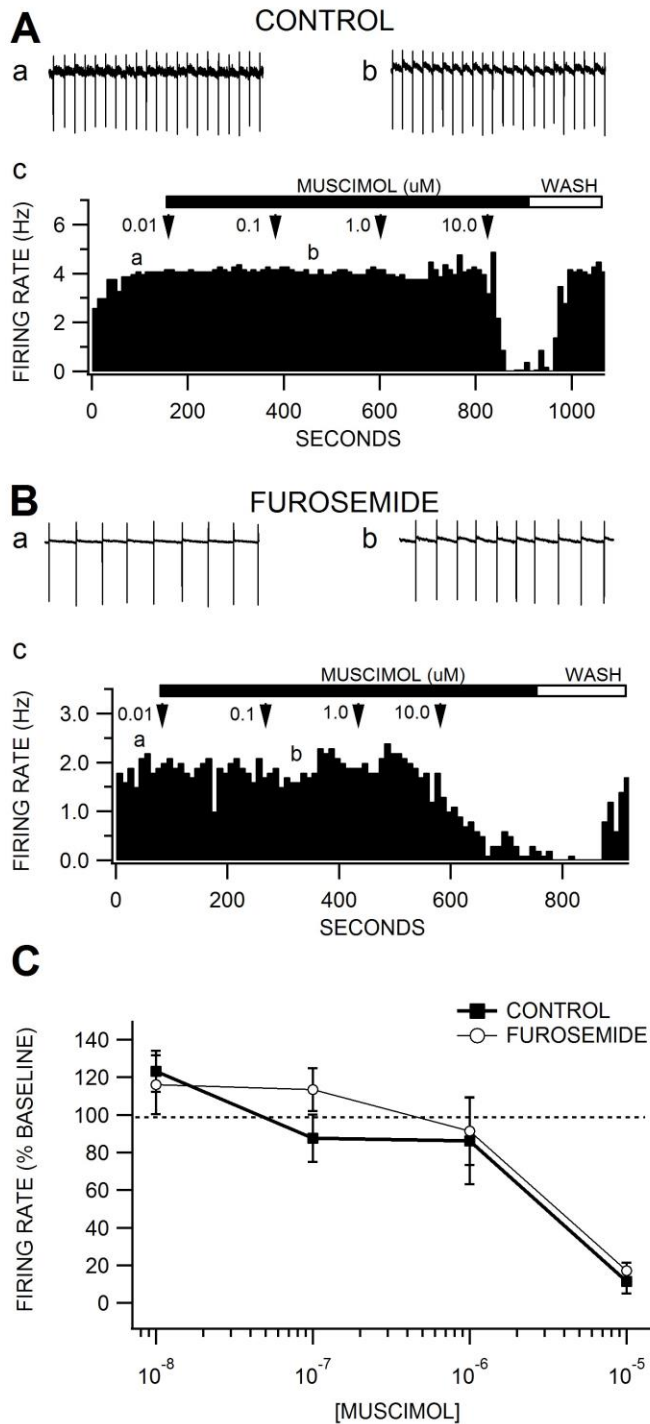 A CONTROL
a b
c
MUSCIMOL (uM) WASH
0.01 0.1 1.0 10.0
a b
FIRING RATE (Hz)
6
4
2
0
0 200 400 600 800 1000
SECONDS
B FUROSEMIDE
a b
c
MUSCIMOL (uM) WASH
0.01 0.1 1.0 10.0
a b
FIRING RATE (Hz)
3.0
2.0
1.0
0.0
0 200 400 600 800
SECONDS
C
CONTROL
FUROSEMIDE
FIRING RATE (% BASELINE)
140
120
100
80
60
40
20
0
10⁻⁸ 10⁻⁷ 10⁻⁶ 10⁻⁵
[MUSCIMOL]